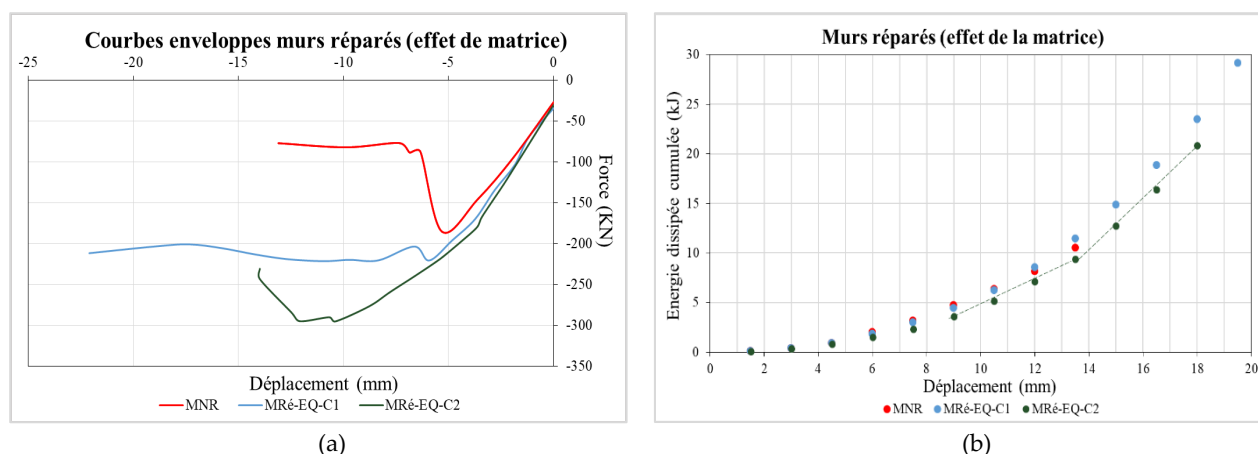 Courbes enveloppes murs réparés (effet de matrice)
-25 -20 -15 -10 -5 0
0
-50
-100
-150
-200
-250
-300
-350
Force (KN)
Déplacement (mm)
MNR MRé-EQ-C1 MRé-EQ-C2
(a)
Murs réparés (effet de la matrice)
30
25
20
15
10
5
0
Energie dissipée cumulée (kJ)
0 2 4 6 8 10 12 14 16 18 20
Déplacement (mm)
MNR MRé-EQ-C1 MRé-EQ-C2
(b)